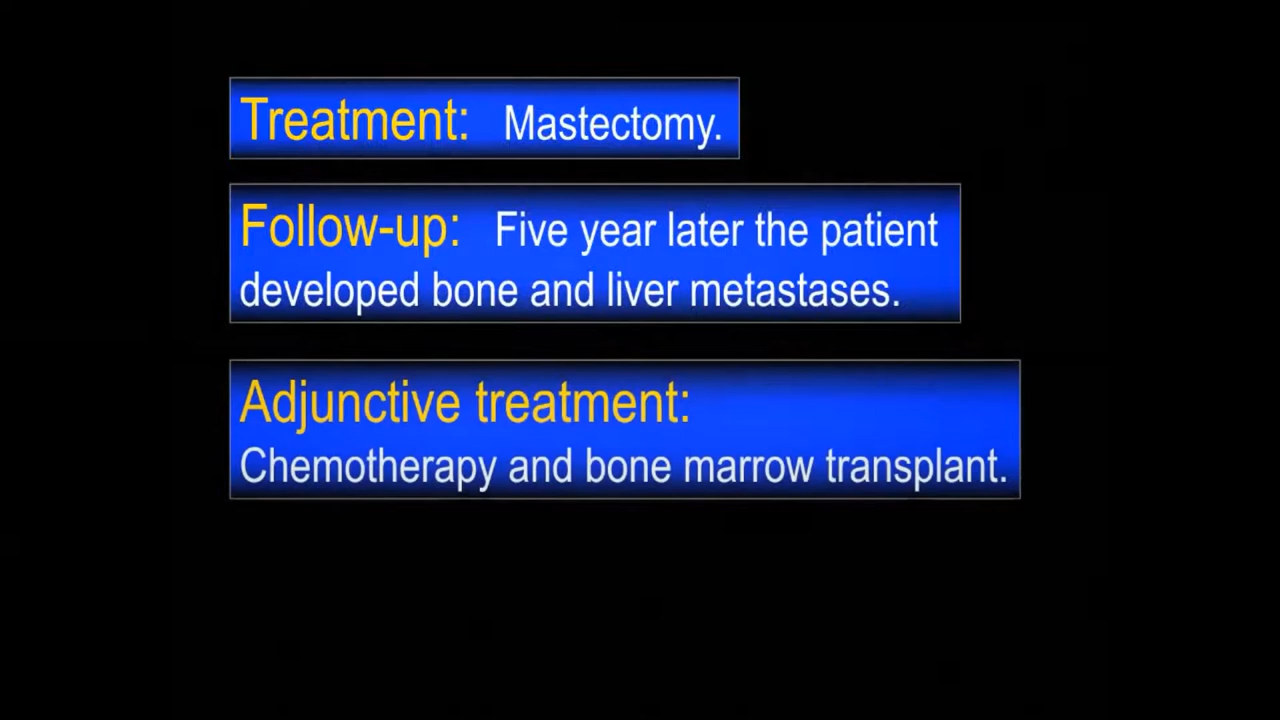 Treatment: Mastectomy.
Follow-up: Five year later the patient
developed bone and liver metastases.
Adjunctive treatment:
Chemotherapy and bone marrow transplant.